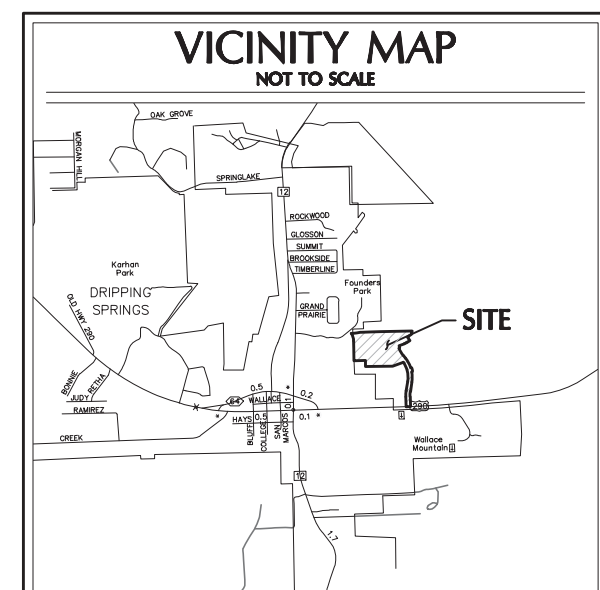 VICINITY MAP
NOT TO SCALE
OAK GROVE
MORGAN HILL
SPRINGLAKE
12
ROCKWOOD
GLOSSON
SUMMIT
BROOKSIDE
TIMBERLINE
Karhan
Park
Founders
Park
DRIPPING
SPRINGS
GRAND
PRAIRIE
OLD HWY 290
SITE
BONNIE
RETHA
JUDY
RAMIREZ
CREEK
0.5
*
0.2
64
WALLACE
0.1
X
290
*
HAYS
0.5
0.1
*
BLUFF
COLLEGE
SAN
MARCOS
Wallace
Mountain
12
1.7